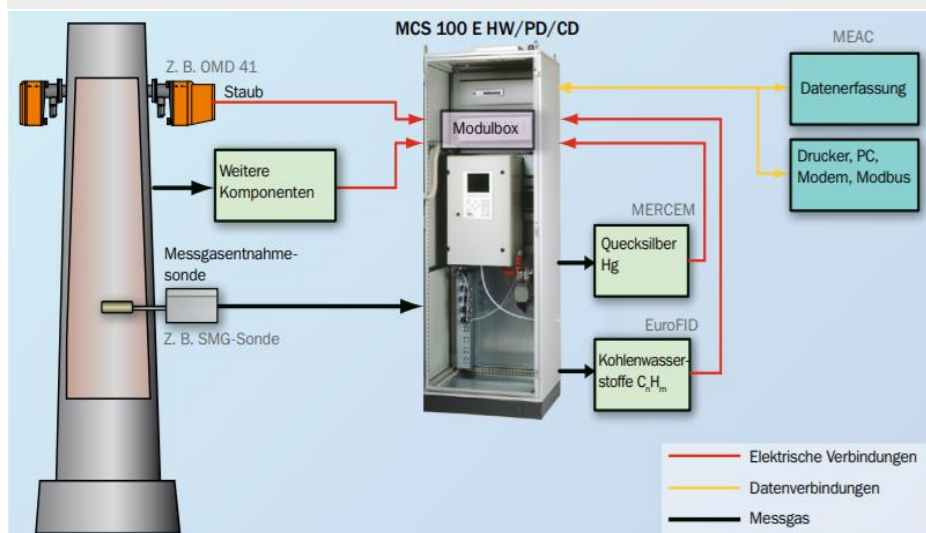 MCS 100 E HW/PD/CD
MEAC
Z. B. OMD 41
Staub
Datenerfassung
Modulbox
Weitere
Komponenten
Drucker, PC,
Modem, Modbus
MERCEM
Messgasentnahme-
sonde
Quecksilber
Hg
Z. B. SMG-Sonde
EuroFID
Kohlenwasser-
stoffe CnHm
Elektrische Verbindungen
Datenverbindungen
Messgas